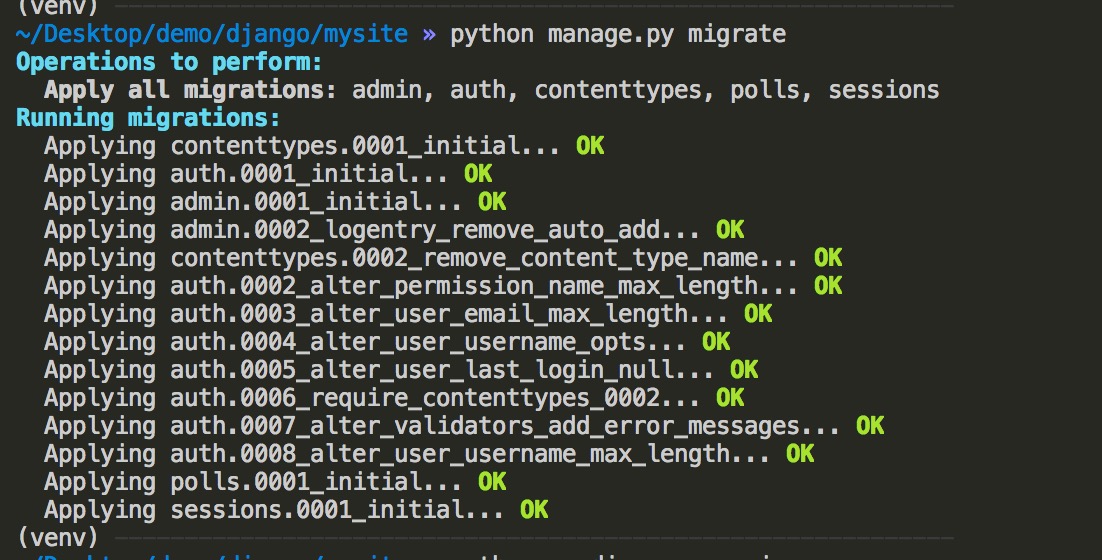 (venv)
~/Desktop/demo/django/mysite » python manage.py migrate
Operations to perform:
  Apply all migrations: admin, auth, contenttypes, polls, sessions
Running migrations:
  Applying contenttypes.0001_initial... OK
  Applying auth.0001_initial... OK
  Applying admin.0001_initial... OK
  Applying admin.0002_logentry_remove_auto_add... OK
  Applying contenttypes.0002_remove_content_type_name... OK
  Applying auth.0002_alter_permission_name_max_length... OK
  Applying auth.0003_alter_user_email_max_length... OK
  Applying auth.0004_alter_user_username_opts... OK
  Applying auth.0005_alter_user_last_login_null... OK
  Applying auth.0006_require_contenttypes_0002... OK
  Applying auth.0007_alter_validators_add_error_messages... OK
  Applying auth.0008_alter_user_username_max_length... OK
  Applying polls.0001_initial... OK
  Applying sessions.0001_initial... OK
(venv)